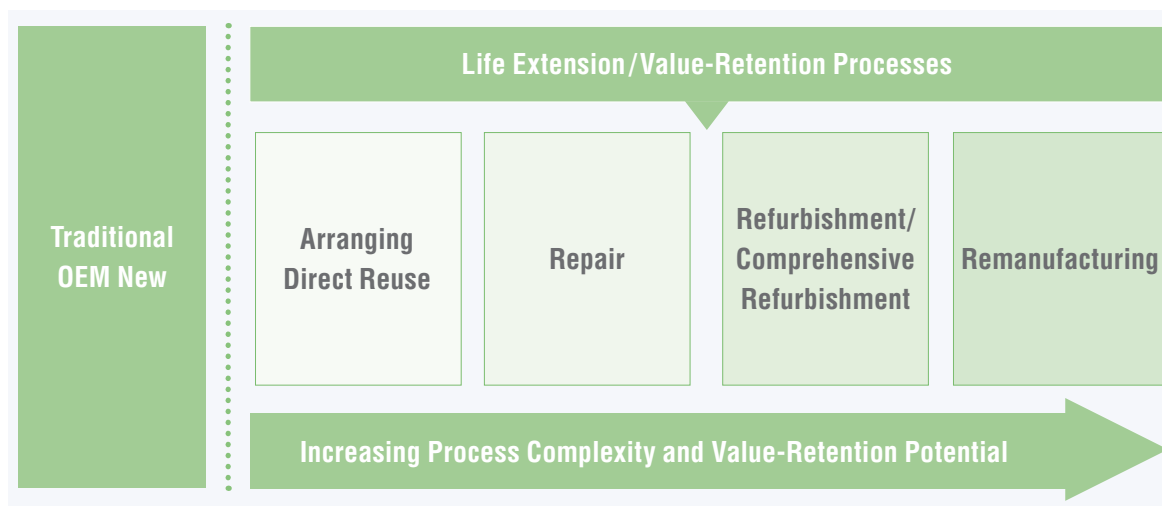 Life Extension/Value-Retention Processes
Traditional
OEM New
Arranging
Direct Reuse
Repair
Refurbishment/
Comprehensive
Refurbishment
Remanufacturing
Increasing Process Complexity and Value-Retention Potential